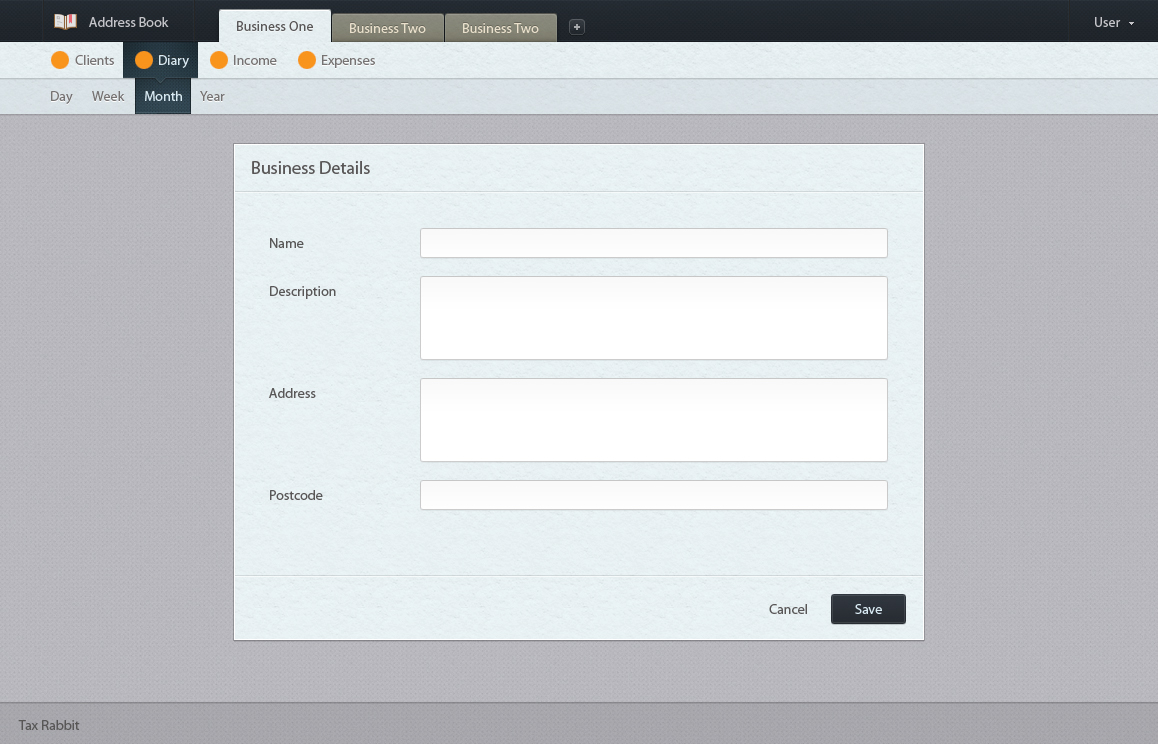 Address Book
Business One
Business Two
Business Two
+
User
Clients
Diary
Income
Expenses
Day
Week
Month
Year
Business Details
Name
Description
Address
Postcode
Cancel
Save
Tax Rabbit